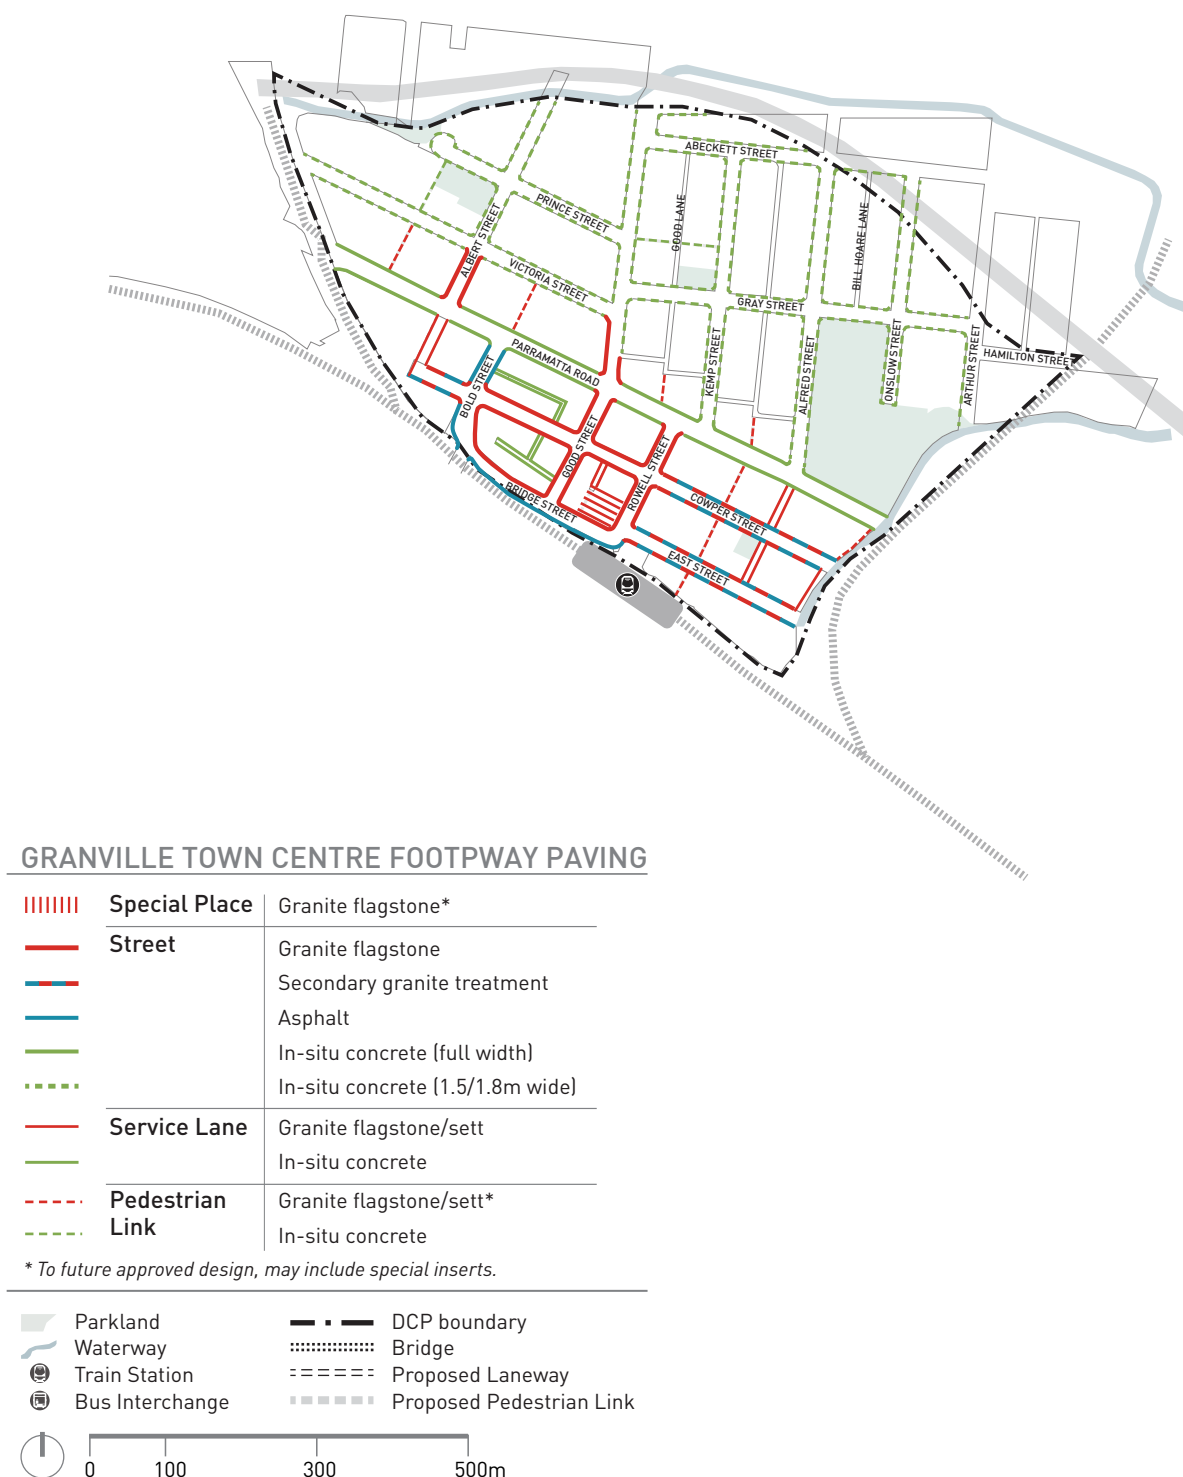 ABECKETT STREET
PRINCE STREET
GOOD LANE
BILL HOARE LANE
ALBERT STREET
VICTORIA STREET
GRAY STREET
PARRAMATTA ROAD
KEMP STREET
ALFRED STREET
ONSLOW STREET
ARTHUR STREET
HAMILTON STREET
BOLD STREET
GOOD STREET
ROWELL STREET
BRIDGE STREET
COWPER STREET
EAST STREET
GRANVILLE TOWN CENTRE FOOTPWAY PAVING
Special Place Granite flagstone*
Street Granite flagstone
Secondary granite treatment
Asphalt
In-situ concrete (full width)
In-situ concrete (1.5/1.8m wide)
Service Lane Granite flagstone/sett
In-situ concrete
Pedestrian Granite flagstone/sett*
Link In-situ concrete
* To future approved design, may include special inserts.
Parkland DCP boundary
Waterway Bridge
Train Station Proposed Laneway
Bus Interchange Proposed Pedestrian Link
0 100 300 500m